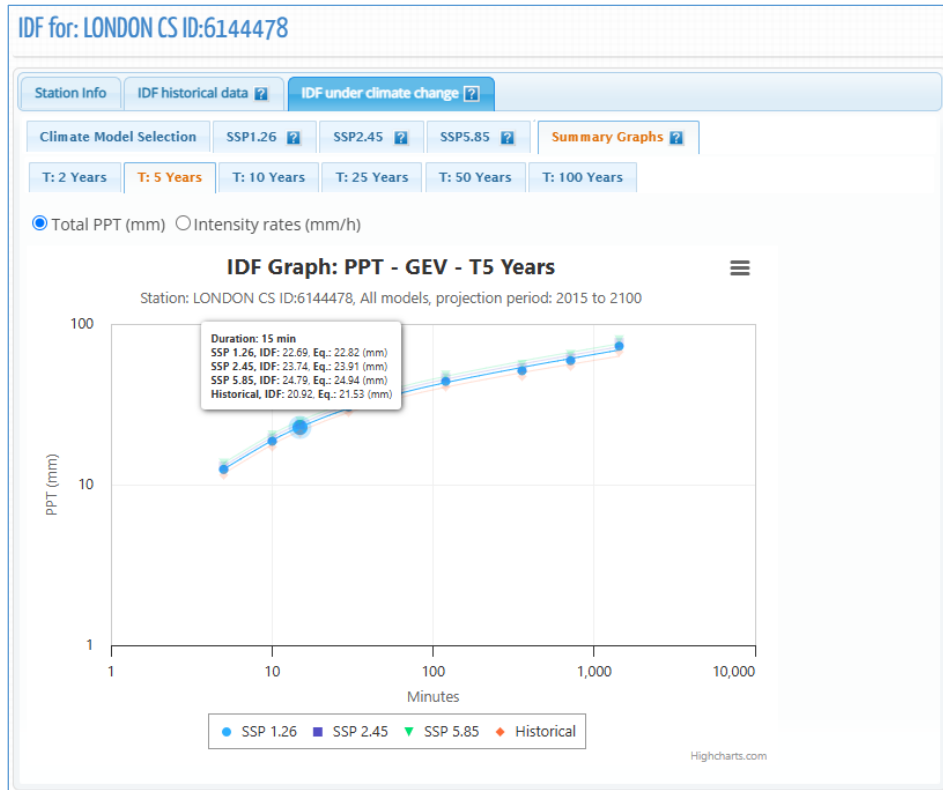 IDF for: LONDON CS ID:6144478
Station Info IDF historical data ? IDF under climate change ?
Climate Model Selection SSP1.26 ? SSP2.45 ? SSP5.85 ? Summary Graphs ?
T: 2 Years T: 5 Years T: 10 Years T: 25 Years T: 50 Years T: 100 Years
Total PPT (mm) Intensity rates (mm/h)
IDF Graph: PPT - GEV - T5 Years
Station: LONDON CS ID:6144478, All models, projection period: 2015 to 2100
100
Duration: 15 min
SSP 1.26, IDF: 22.69, Eq.: 22.82 (mm)
SSP 2.45, IDF: 23.74, Eq.: 23.91 (mm)
SSP 5.85, IDF: 24.79, Eq.: 24.94 (mm)
Historical, IDF: 20.92, Eq.: 21.53 (mm)
PPT (mm)
10
1
1 10 100 1,000 10,000
Minutes
SSP 1.26 SSP 2.45 SSP 5.85 Historical
Highcharts.com